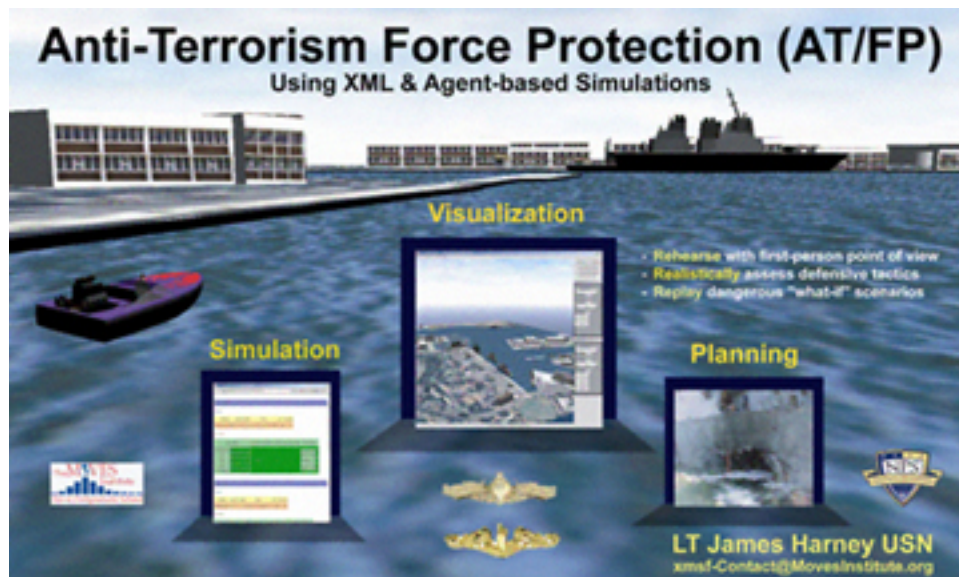 Anti-Terrorism Force Protection (AT/FP)
Using XML & Agent-based Simulations
Visualization
- Rehearse with first-person point of view
- Realistically assess defensive tactics
- Replay dangerous "what-if" scenarios
Simulation
Planning
MOVES
NPS
LT James Harney USN
xmsf-Contact@MovesInstitute.org